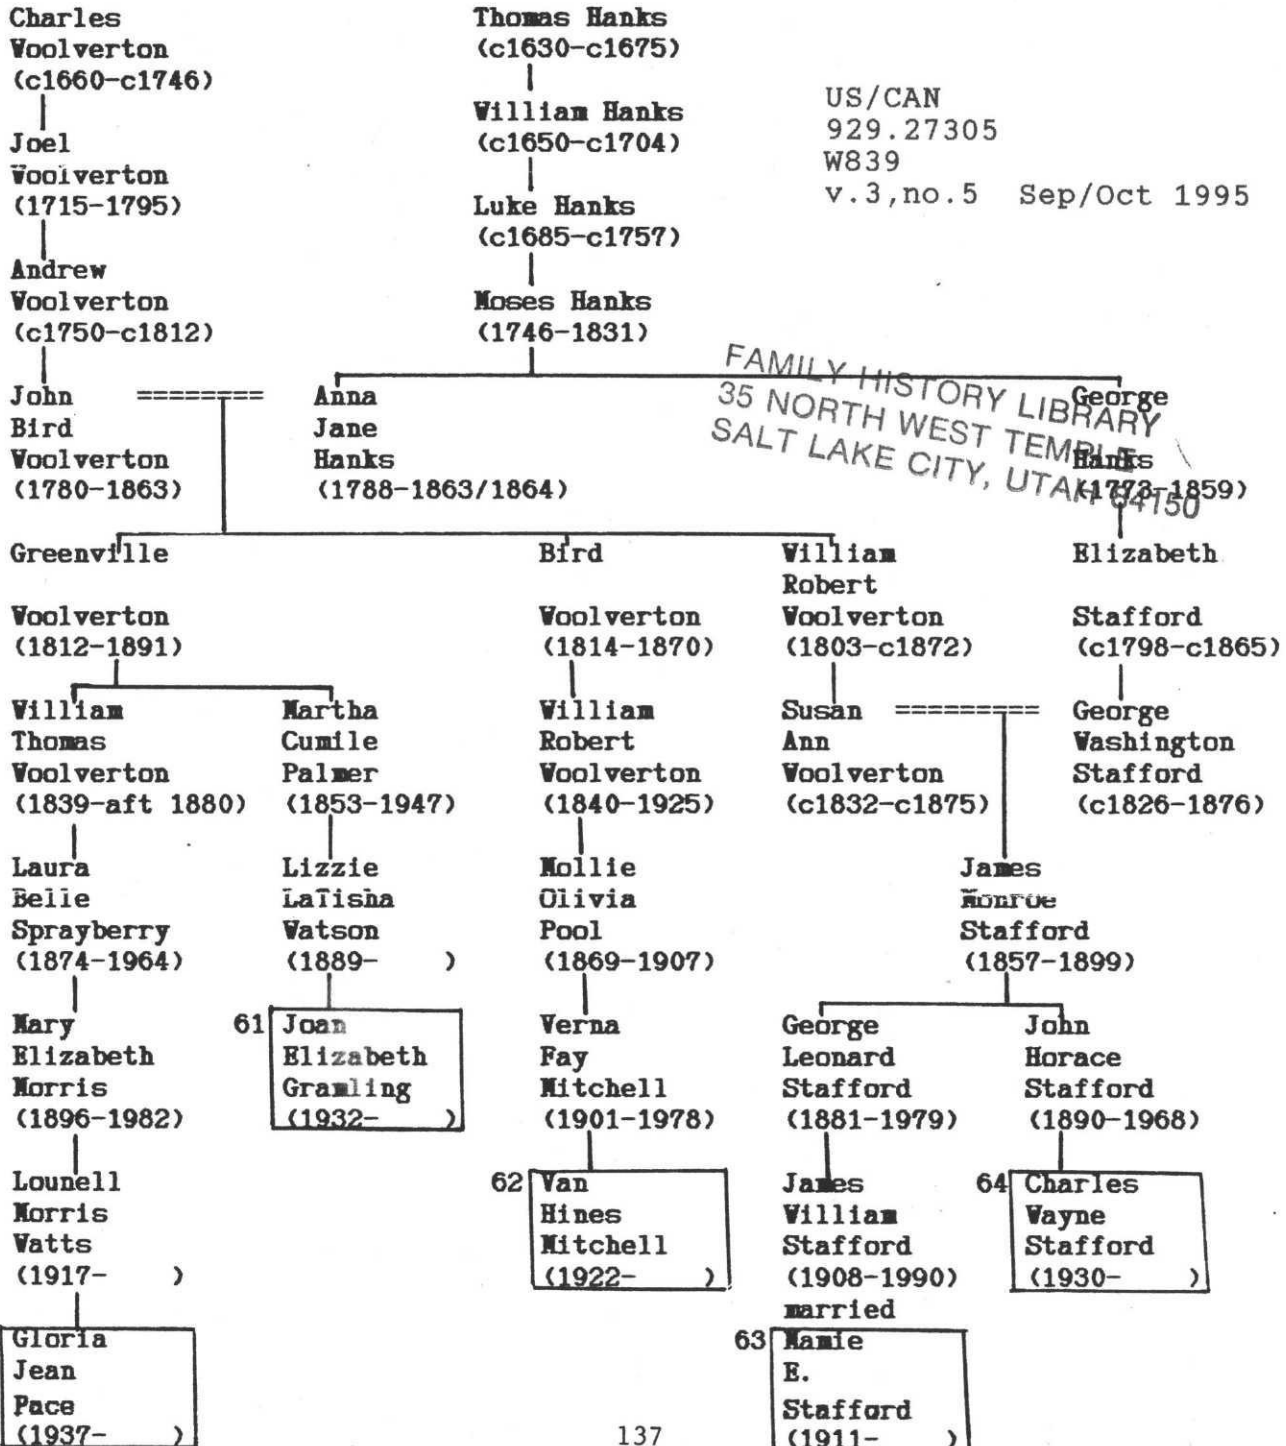 Charles
Woolverton
(c1660-c1746)
Joel
Woolverton
(1715-1795)
Andrew
Woolverton
(c1750-c1812)
Thomas Hanks
(c1630-c1675)
William Hanks
(c1650-c1704)
Luke Hanks
(c1685-c1757)
Moses Hanks
(1746-1831)
US/CAN
929.27305
W839
v.3,no.5 Sep/Oct 1995
FAMILY HISTORY LIBRARY
35 NORTH WEST TEMPLE
SALT LAKE CITY, UTAH 84150
John ========
Bird
Woolverton
(1780-1863)
Anna
Jane
Hanks
(1788-1863/1864)
George
Hanks
(1773-1859)
Greenville
Woolverton
(1812-1891)
Bird
Woolverton
(1814-1870)
William
Robert
Woolverton
(1803-c1872)
Elizabeth
Stafford
(c1798-c1865)
William
Thomas
Woolverton
(1839-aft 1880)
Martha
Cumile
Palmer
(1853-1947)
William
Robert
Woolverton
(1840-1925)
Susan =========
Ann
Woolverton
(c1832-c1875)
George
Washington
Stafford
(c1826-1876)
Laura
Belle
Sprayberry
(1874-1964)
Lizzie
LaTisha
Watson
(1889- )
Mollie
Olivia
Pool
(1869-1907)
James
Monroe
Stafford
(1857-1899)
Mary
Elizabeth
Morris
(1896-1982)
61 Joan
Elizabeth
Gramling
(1932- )
Verna
Fay
Mitchell
(1901-1978)
George
Leonard
Stafford
(1881-1979)
John
Horace
Stafford
(1890-1968)
Lounell
Morris
Watts
(1917- )
62 Van
Hines
Mitchell
(1922- )
James
William
Stafford
(1908-1990)
married
64 Charles
Wayne
Stafford
(1930- )
Gloria
Jean
Pace
(1937- )
63 Mamie
E.
Stafford
(1911- )
137